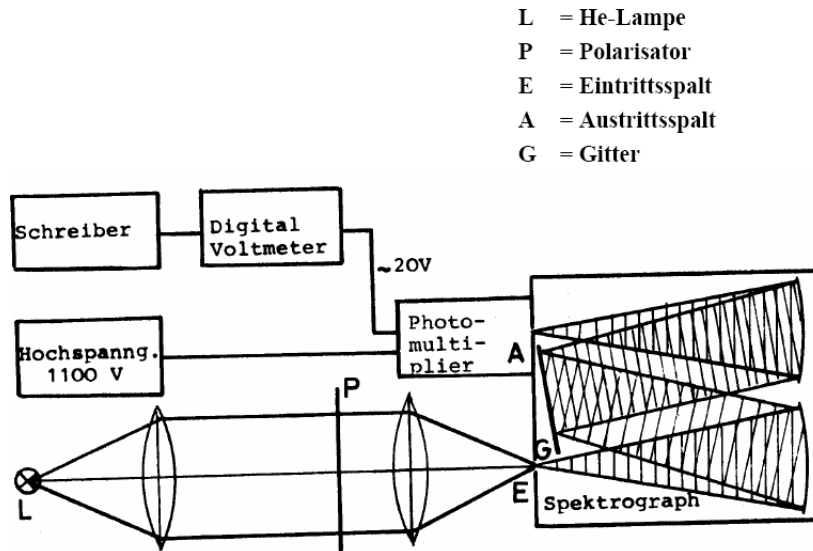 L = He-Lampe
P = Polarisator
E = Eintrittsspalt
A = Austrittsspalt
G = Gitter
Schreiber
Digital
Voltmeter
~20V
Hochspanng.
1100 V
Photo-
multi-
plier
A
P
G
L
E
Spektrograph